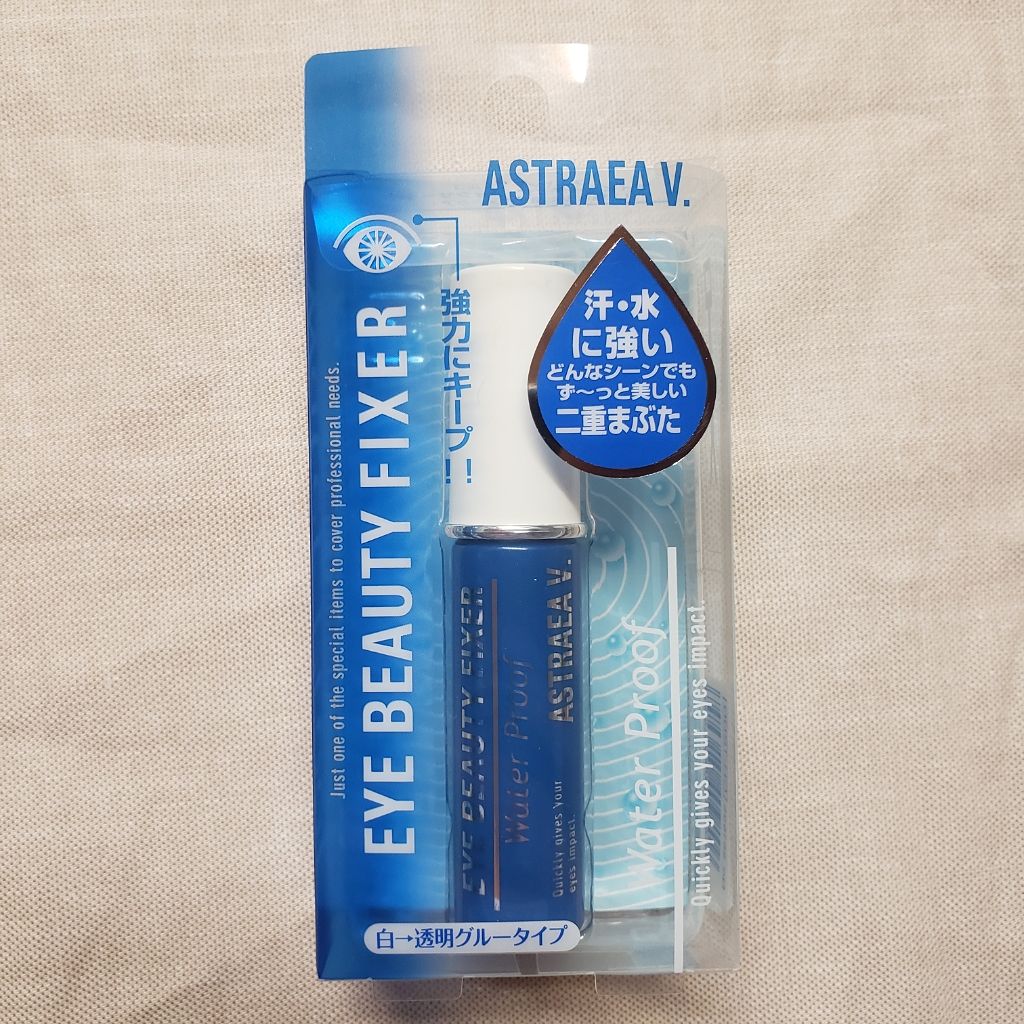 ASTRAEA V.
汗・水
に強い
どんなシーンでも
ず～っと美しい
二重まぶた
強力にキープ!!
Just one of the special items to cover professional needs.
EYE BEAUTY FIXER
EYE BEAUTY FIXER
Water Proof
ASTRAEA V.
Quickly gives your
eyes impact.
Water Proof
Quickly gives your eyes impact.
白→透明グルータイプ